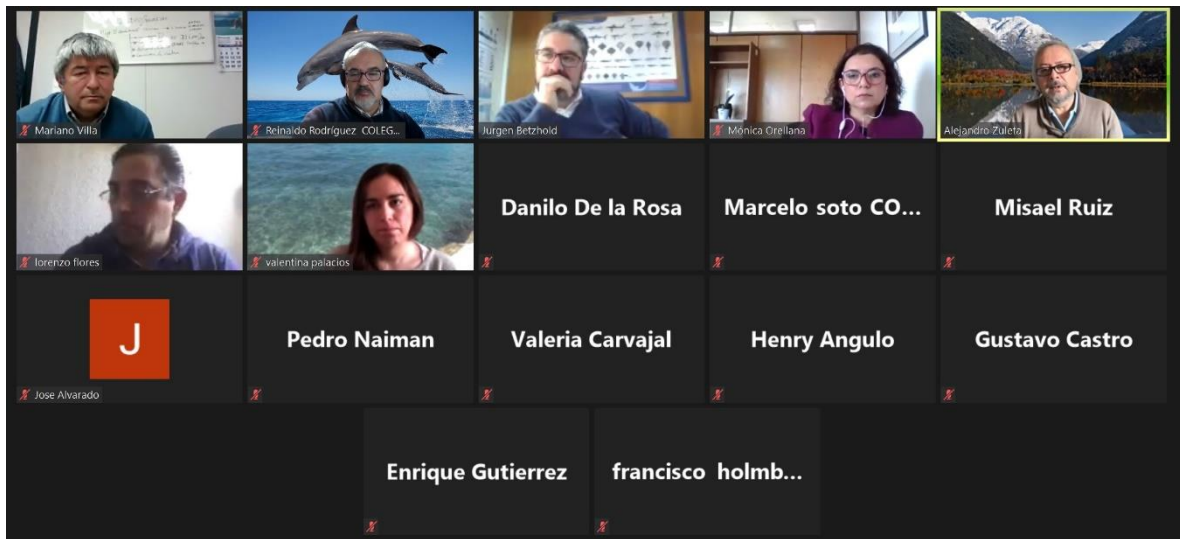 Mariano Villa
Reinaldo Rodríguez COLEG...
Jürgen Betzhold
Mónica Orellana
Alejandro Zuleta
lorenzo flores
valentina palacios
Danilo De la Rosa
Marcelo soto CO...
Misael Ruiz
J
Jose Alvarado
Pedro Naiman
Valeria Carvajal
Henry Angulo
Gustavo Castro
Enrique Gutierrez
francisco holmb...